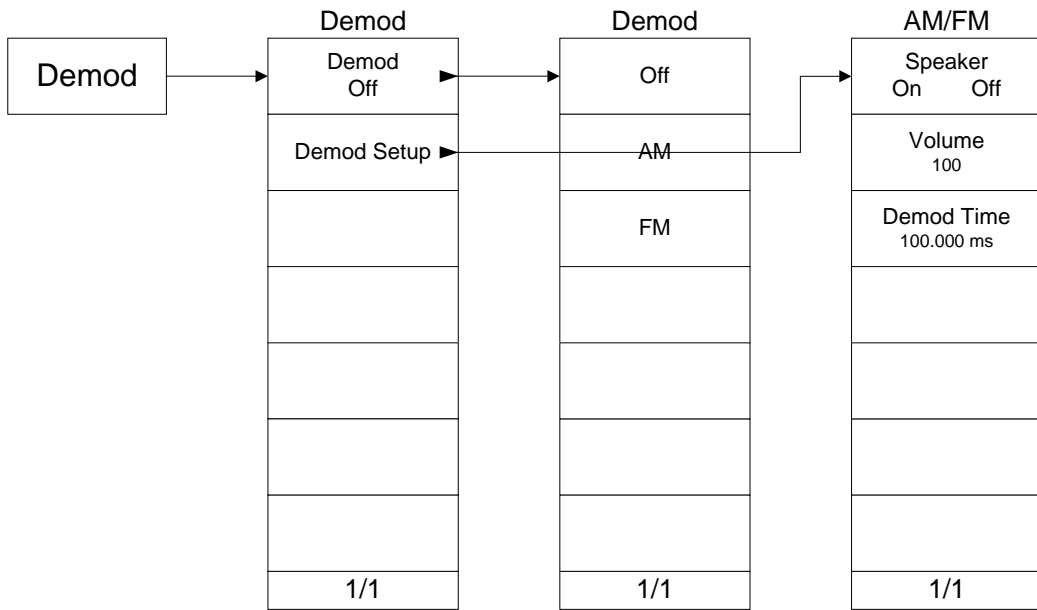 Demod
Demod
Demod
Off
Demod Setup
1/1
Demod
Off
AM
FM
1/1
AM/FM
Speaker
On Off
Volume
100
Demod Time
100.000 ms
1/1